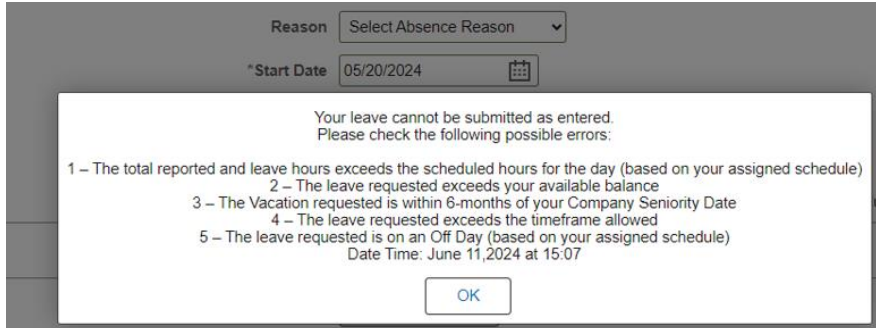 Reason Select Absence Reason
*Start Date 05/20/2024
Your leave cannot be submitted as entered.
Please check the following possible errors:
1 – The total reported and leave hours exceeds the scheduled hours for the day (based on your assigned schedule)
2 – The leave requested exceeds your available balance
3 – The Vacation requested is within 6-months of your Company Seniority Date
4 – The leave requested exceeds the timeframe allowed
5 – The leave requested is on an Off Day (based on your assigned schedule)
Date Time: June 11,2024 at 15:07
OK